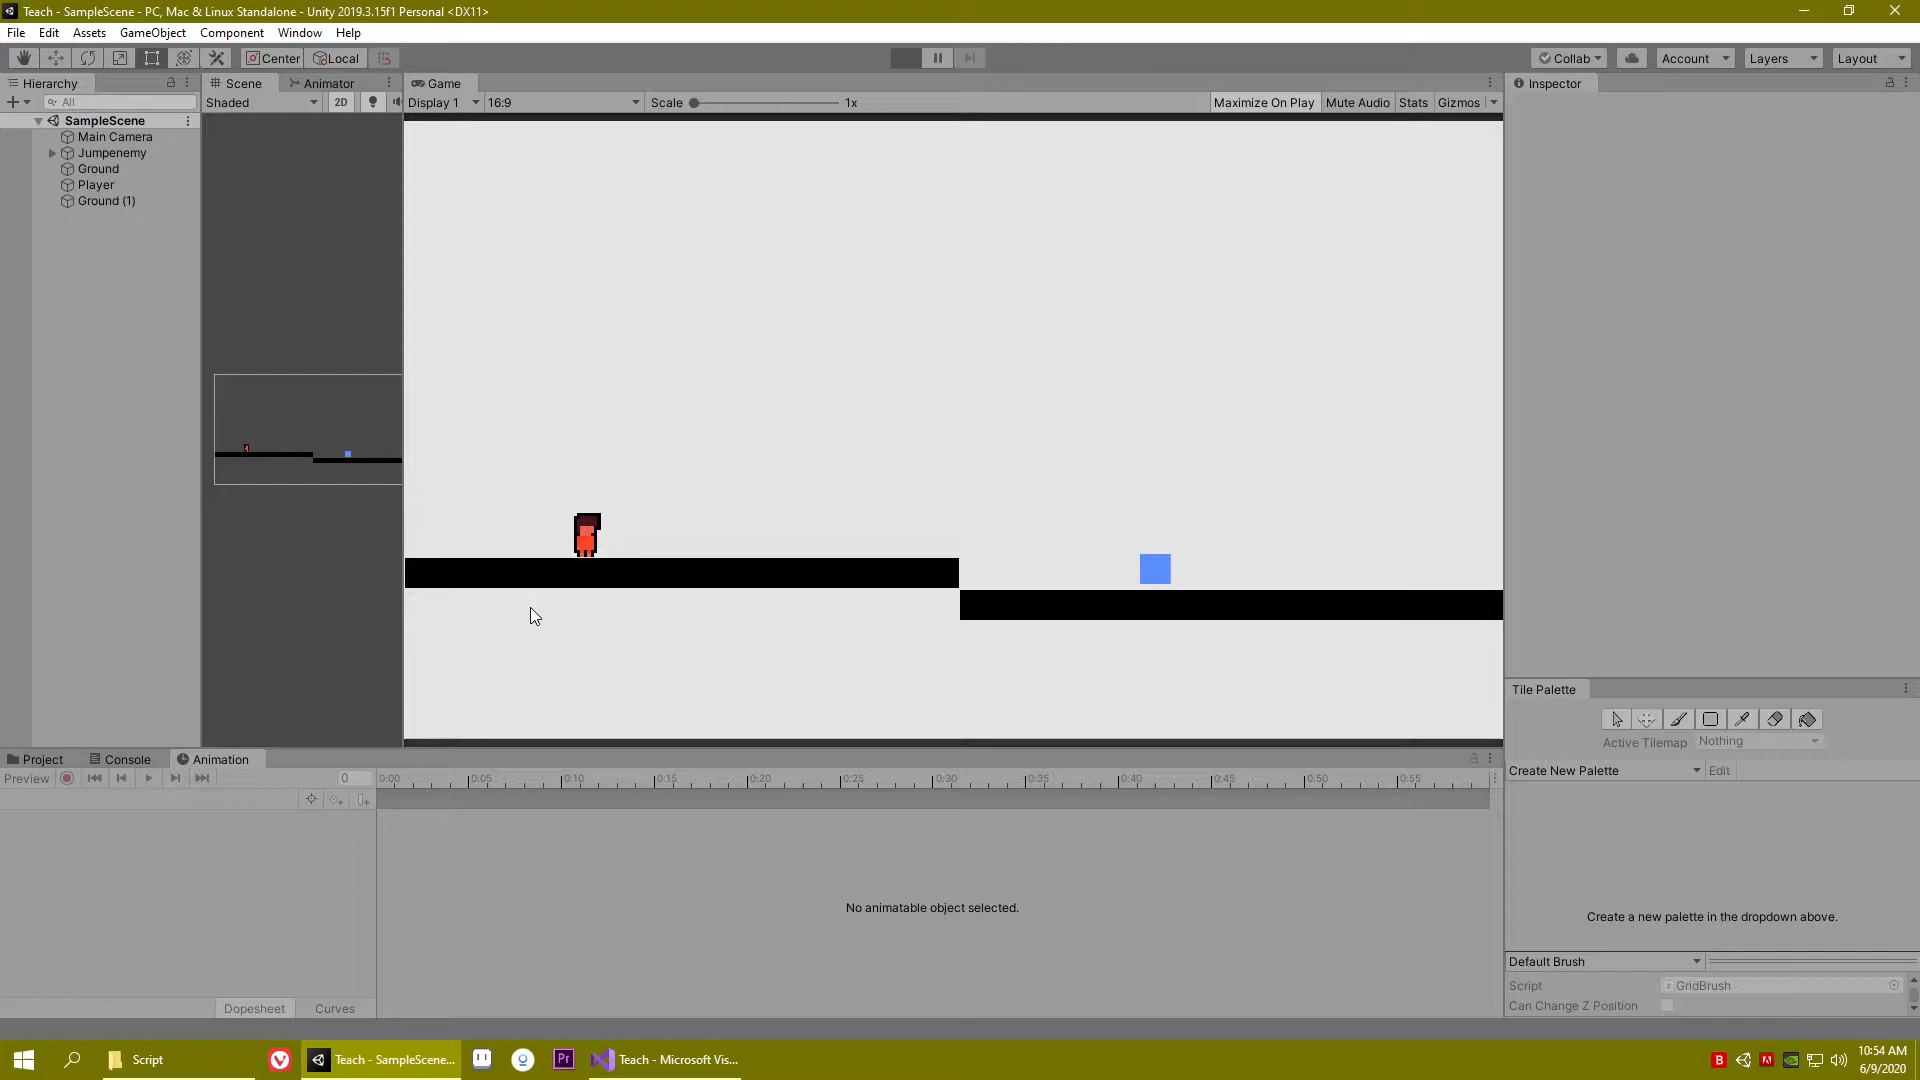 Teach - SampleScene - PC, Mac & Linux Standalone - Unity 2019.3.15f1 Personal <DX11>
File Edit Assets GameObject Component Window Help
Center Local Collab Account Layers Layout
Hierarchy Scene Animator Game Inspector
All Shaded 2D Display 1 16:9 Scale 1x Maximize On Play Mute Audio Stats Gizmos
SampleScene
Main Camera
Jumpenemy
Ground
Player
Ground (1)
Tile Palette
Active Tilemap Nothing
Create New Palette Edit
Create a new palette in the dropdown above.
Default Brush
Script GridBrush
Can Change Z Position
Project Console Animation
Preview 0 0:00 0:05 0:10 0:15 0:20 0:25 0:30 0:35 0:40 0:45 0:50 0:55
No animatable object selected.
Dopesheet Curves
Script Teach - SampleScene... Pr Teach - Microsoft Vis... 10:54 AM
6/9/2020